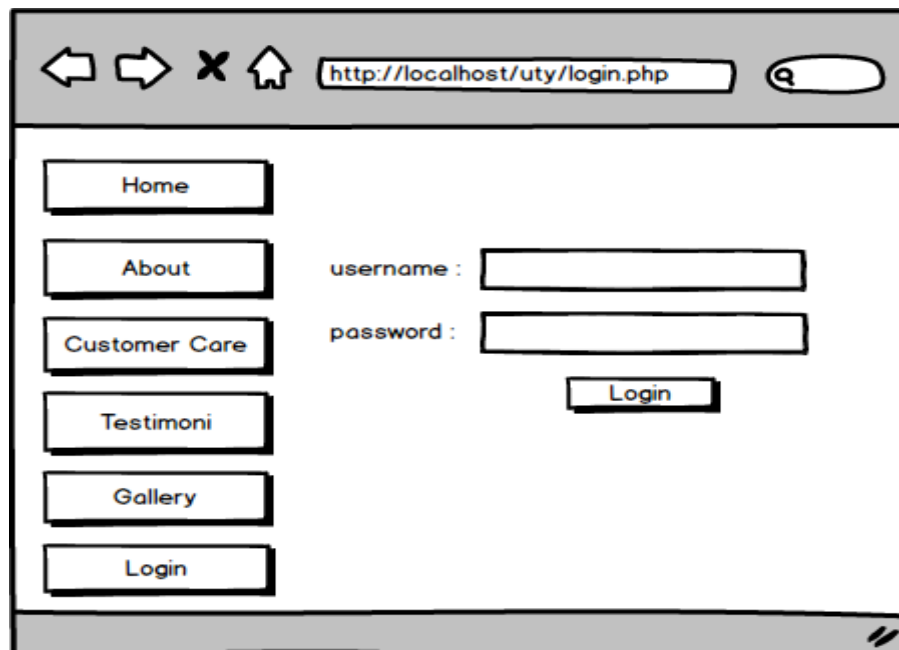 http://localhost/uty/login.php
Home
About
Customer Care
Testimoni
Gallery
Login
username :
password :
Login